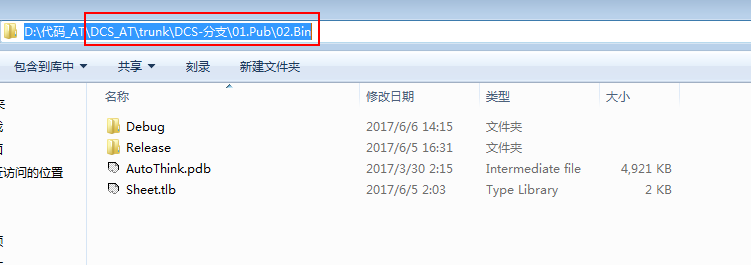 D:\代码_AT\DCS_AT\trunk\DCS-分支\01.Pub\02.Bin
包含到库中 共享 刻录 新建文件夹
名称 修改日期 类型 大小
Debug 2017/6/6 14:15 文件夹
Release 2017/6/5 16:31 文件夹
AutoThink.pdb 2017/3/30 2:15 Intermediate file 4,921 KB
近访问的位置
Sheet.tlb 2017/6/5 2:03 Type Library 2 KB